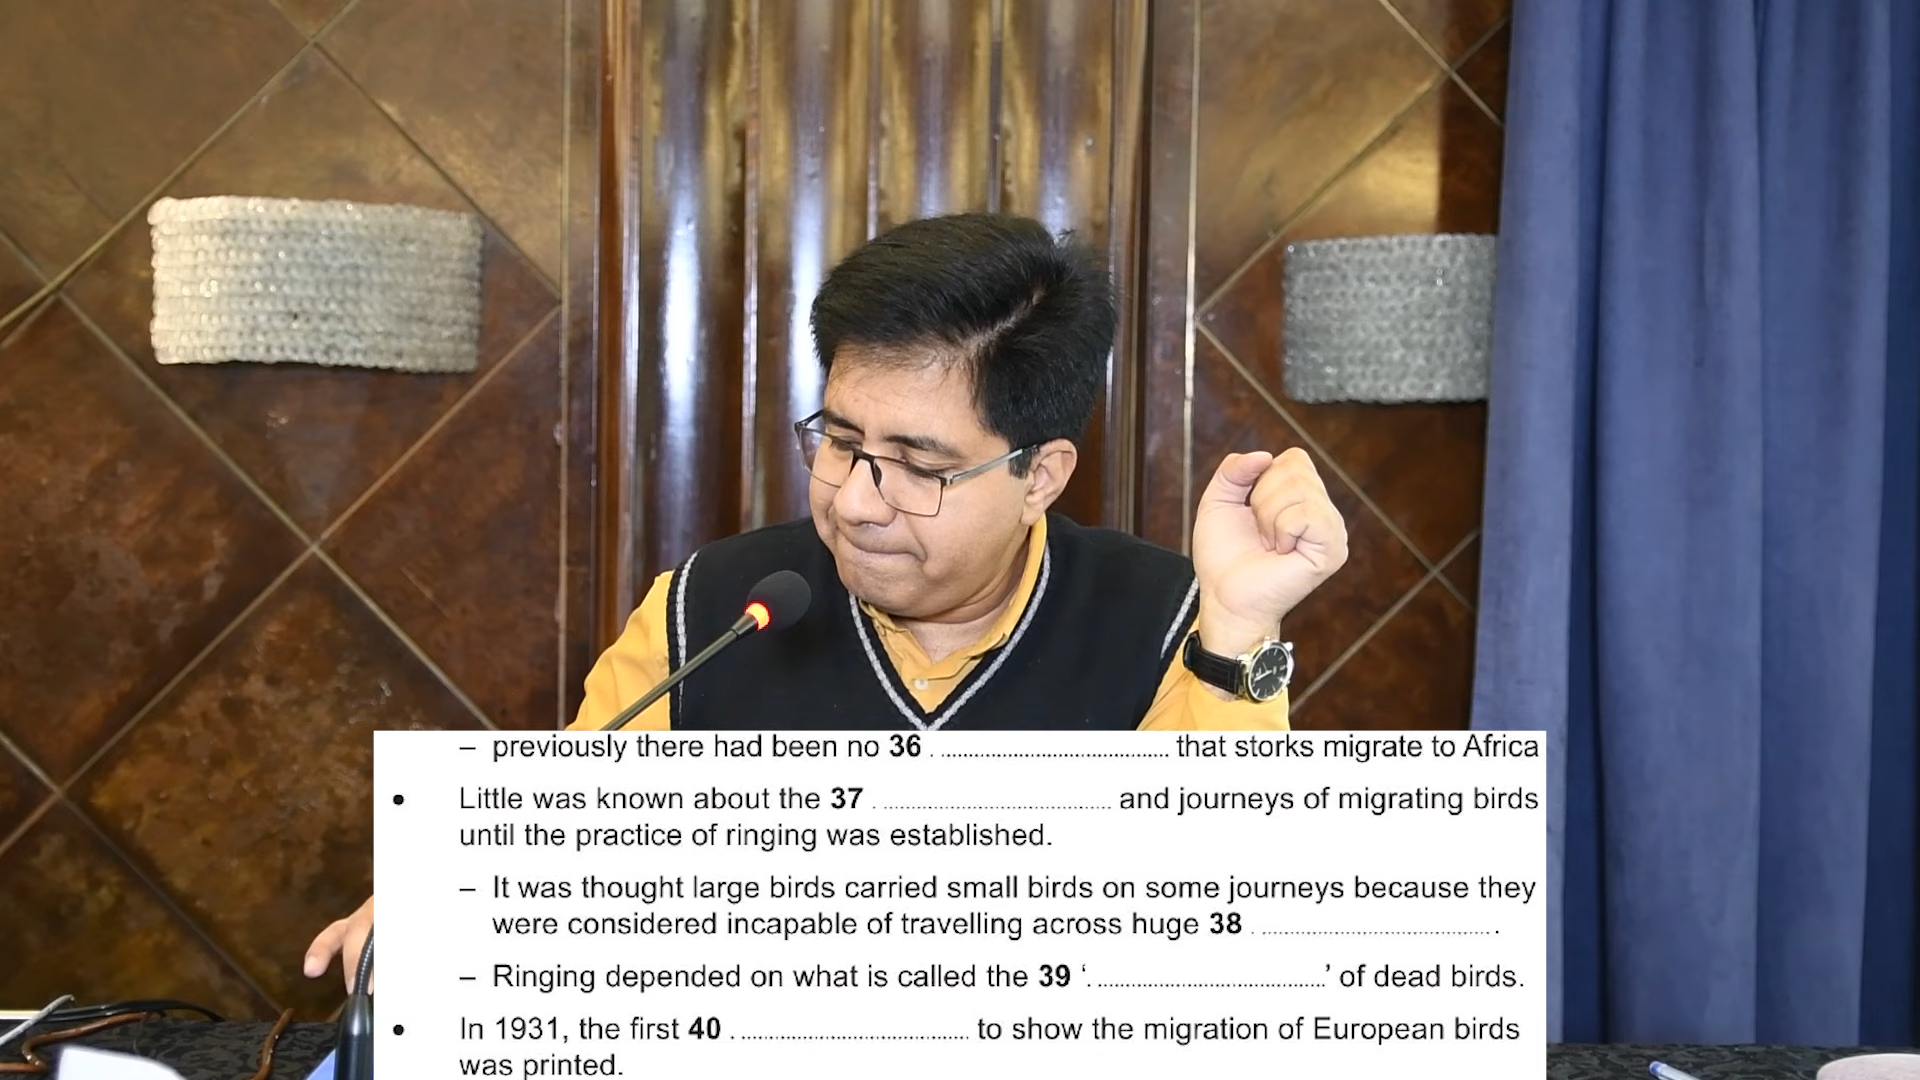 – previously there had been no 36 . .................................. that storks migrate to Africa
• Little was known about the 37 . .................................. and journeys of migrating birds
until the practice of ringing was established.
– It was thought large birds carried small birds on some journeys because they
were considered incapable of travelling across huge 38 . .................................. .
– Ringing depended on what is called the 39 ‘. ..................................’ of dead birds.
• In 1931, the first 40 . .................................. to show the migration of European birds
was printed.